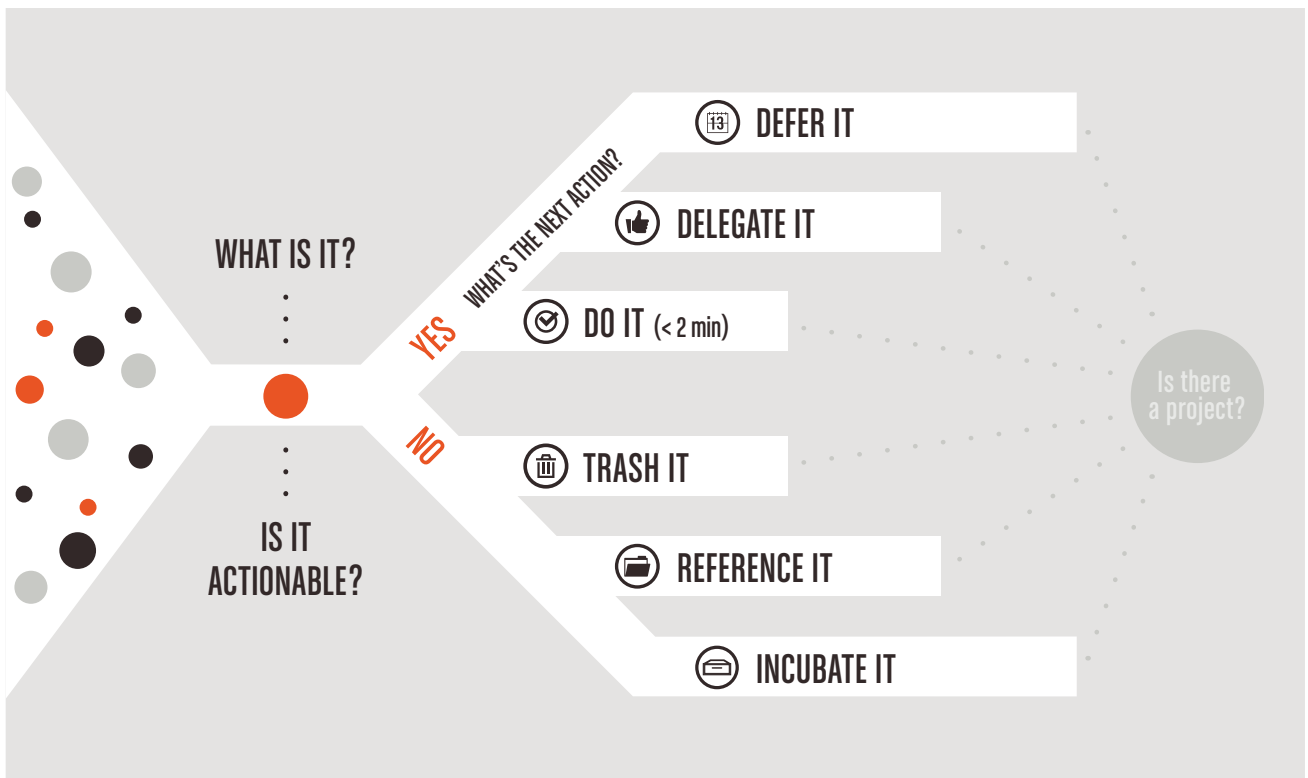 WHAT IS IT?
IS IT
ACTIONABLE?
YES
WHAT'S THE NEXT ACTION?
13
DEFER IT
DELEGATE IT
DO IT (< 2 min)
NO
TRASH IT
REFERENCE IT
INCUBATE IT
Is there
a project?